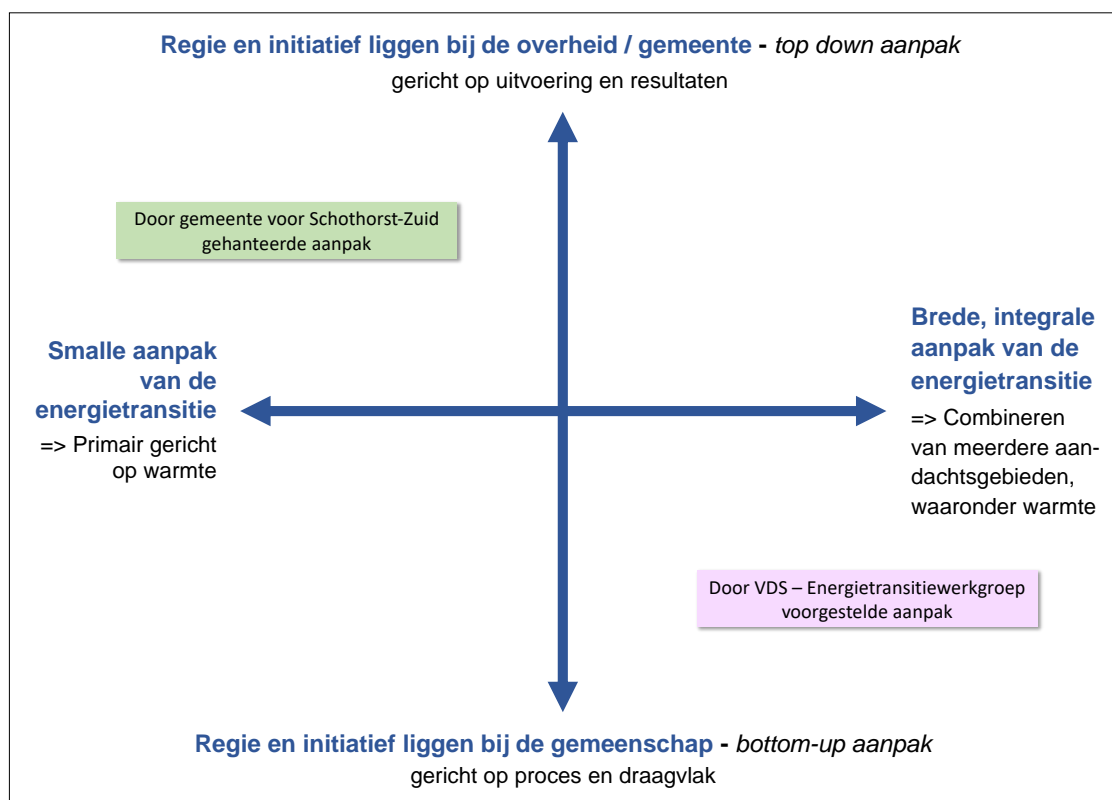 Regie en initiatief liggen bij de overheid / gemeente - top down aanpak
gericht op uitvoering en resultaten
Door gemeente voor Schothorst-Zuid
gehanteerde aanpak
Smalle aanpak
van de
energietransitie
=> Primair gericht
op warmte
Brede, integrale
aanpak van de
energietransitie
=> Combineren
van meerdere aan-
dachtsgebieden,
waaronder warmte
Door VDS – Energietransitiewerkgroep
voorgestelde aanpak
Regie en initiatief liggen bij de gemeenschap - bottom-up aanpak
gericht op proces en draagvlak